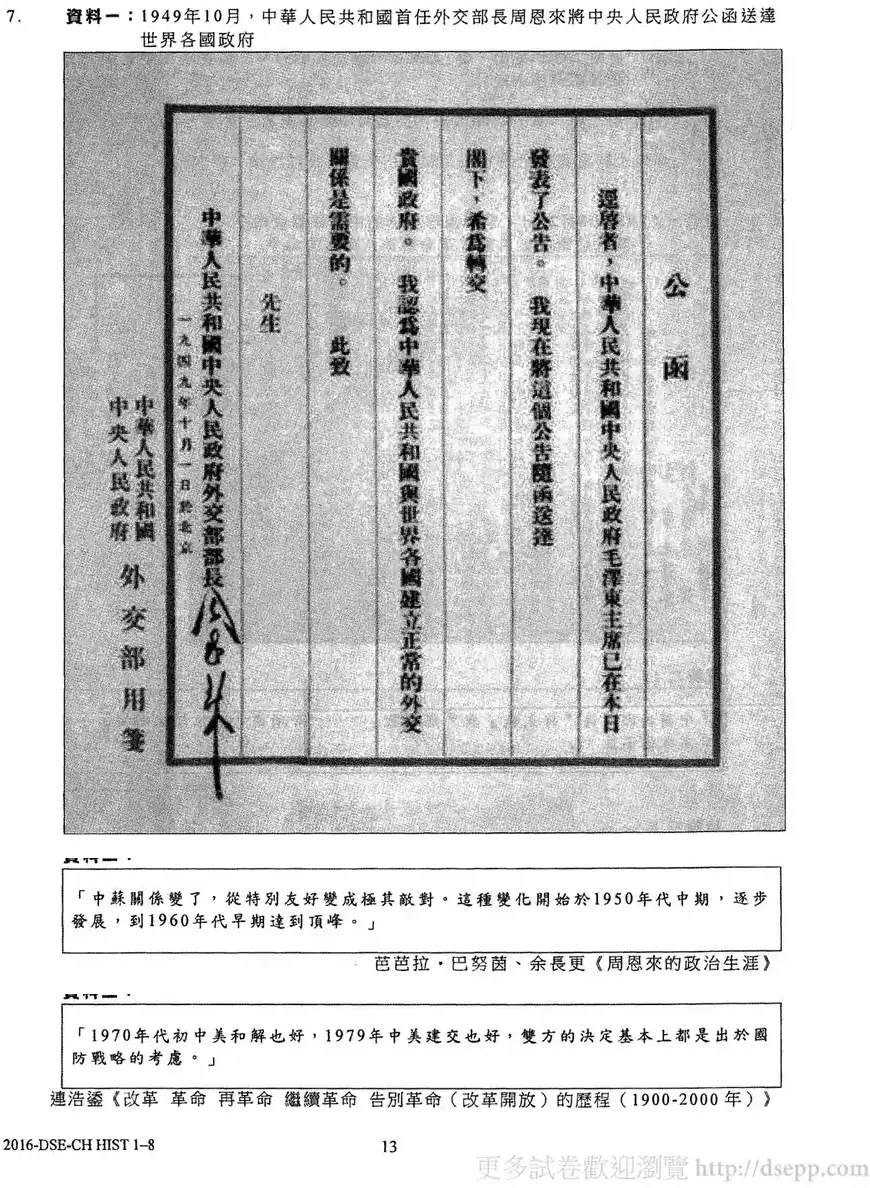 7. 資料一：1949年10月，中華人民共和國首任外交部長周恩來將中央人民政府公函送達
世界各國政府
公函
逕啓者，中華人民共和國中央人民政府毛澤東主席已在本日
發表了公告。我現在將這個公告隨函送達
閣下，希爲轉交
貴國政府。我認爲中華人民共和國與世界各國建立正常的外交
關係是需要的。 此致
先生
中華人民共和國中央人民政府外交部部長 周恩来
一九四九年十月一日於北京
中華人民共和國
中央人民政府
外交部用箋
「中蘇關係變了，從特別友好變成極其敵對。這種變化開始於1950年代中期，逐步
發展，到1960年代早期達到頂峰。」
芭芭拉・巴努茵、余長更《周恩來的政治生涯》
「1970年代初中美和解也好，1979年中美建交也好，雙方的決定基本上都是出於國
防戰略的考慮。」
連浩鋈《改革 革命 再革命 繼續革命 告別革命（改革開放）的歷程（1900-2000年）》
2016-DSE-CH HIST 1–8
13
更多試卷歡迎瀏覽 http://dsepp.com/